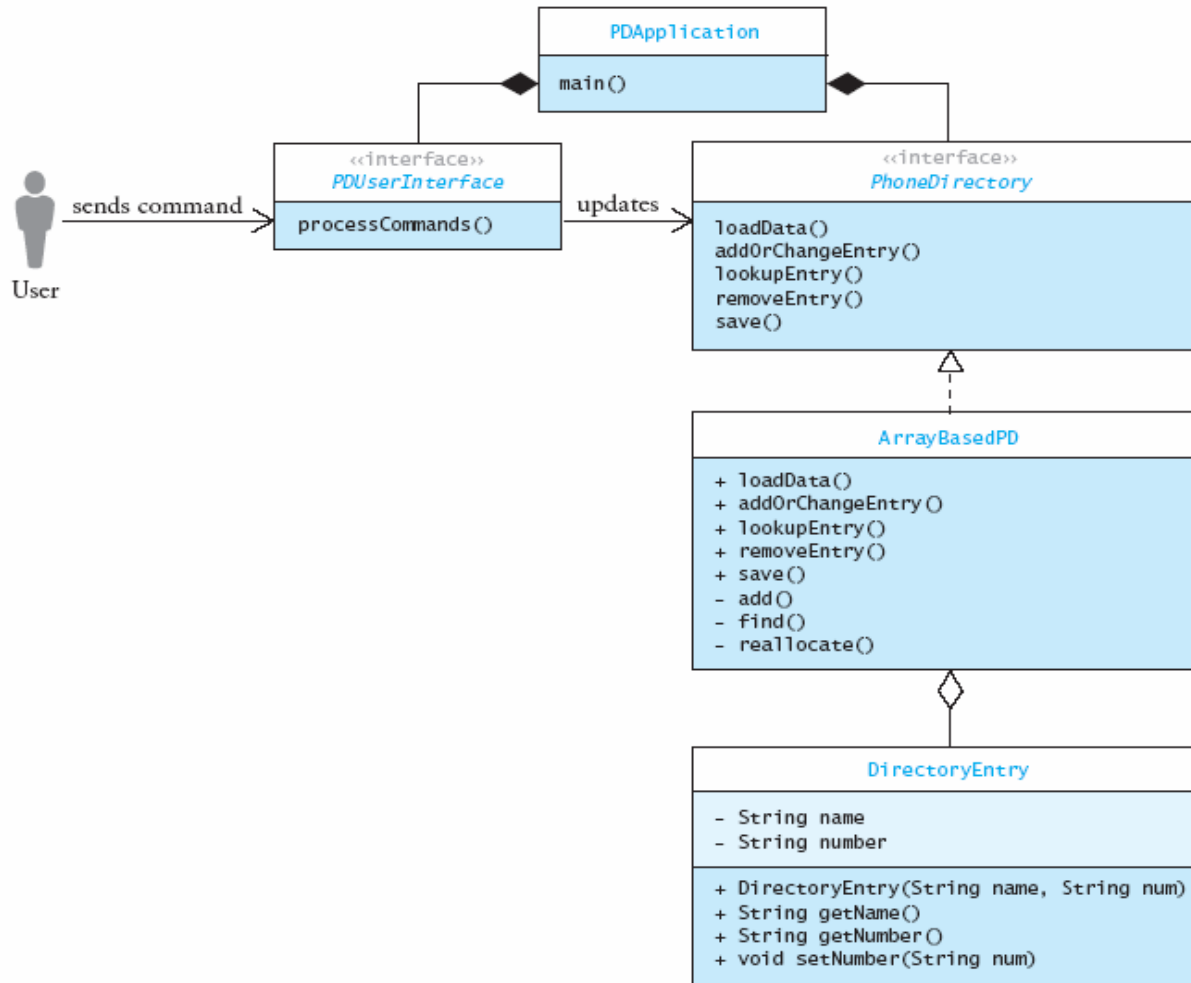 PDApplication
main()
‹‹interface››
PDUserInterface
processCommands()
sends command
User
updates
‹‹interface››
PhoneDirectory
loadData()
addOrChangeEntry()
lookupEntry()
removeEntry()
save()
ArrayBasedPD
+ loadData()
+ addOrChangeEntry()
+ lookupEntry()
+ removeEntry()
+ save()
- add()
- find()
- reallocate()
DirectoryEntry
- String name
- String number
+ DirectoryEntry(String name, String num)
+ String getName()
+ String getNumber()
+ void setNumber(String num)